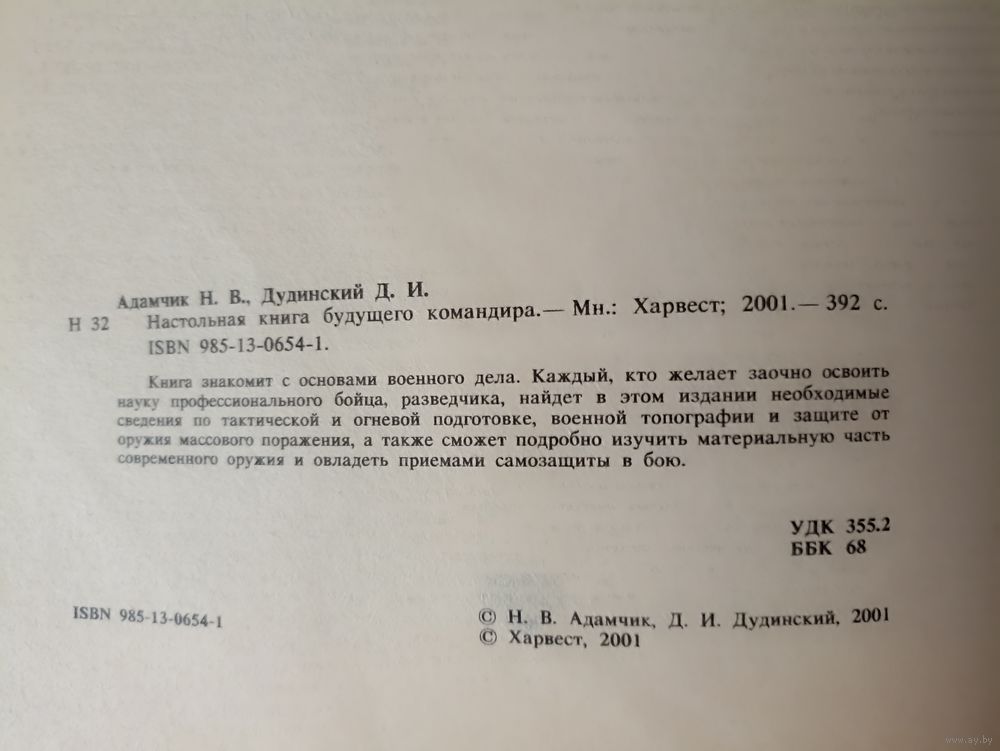 Адамчик Н. В., Дудинский Д. И.
Н 32 Настольная книга будущего командира.— Мн.: Харвест; 2001.— 392 с.
ISBN 985-13-0654-1.
Книга знакомит с основами военного дела. Каждый, кто желает заочно освоить
науку профессионального бойца, разведчика, найдет в этом издании необходимые
сведения по тактической и огневой подготовке, военной топографии и защите от
оружия массового поражения, а также сможет подробно изучить материальную часть
современного оружия и овладеть приемами самозащиты в бою.
УДК 355.2
ББК 68
ISBN 985-13-0654-1
© Н. В. Адамчик, Д. И. Дудинский, 2001
© Харвест, 2001
www.ay.by